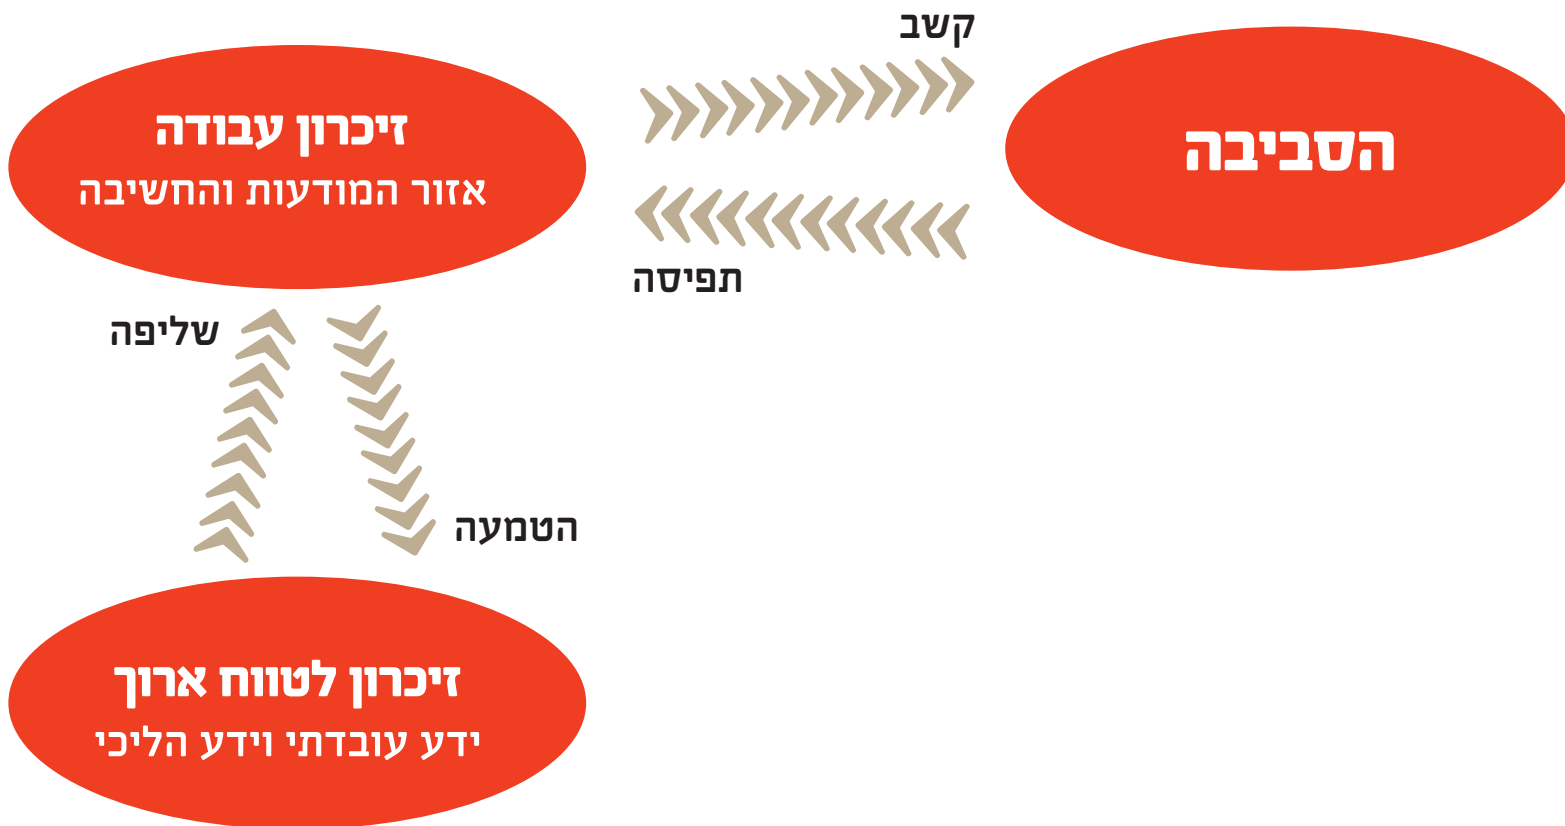 קשב
הסביבה
תפיסה
זיכרון עבודה
אזור המודעות והחשיבה
שליפה
הטמעה
זיכרון לטווח ארוך
ידע עובדתי וידע הליכי